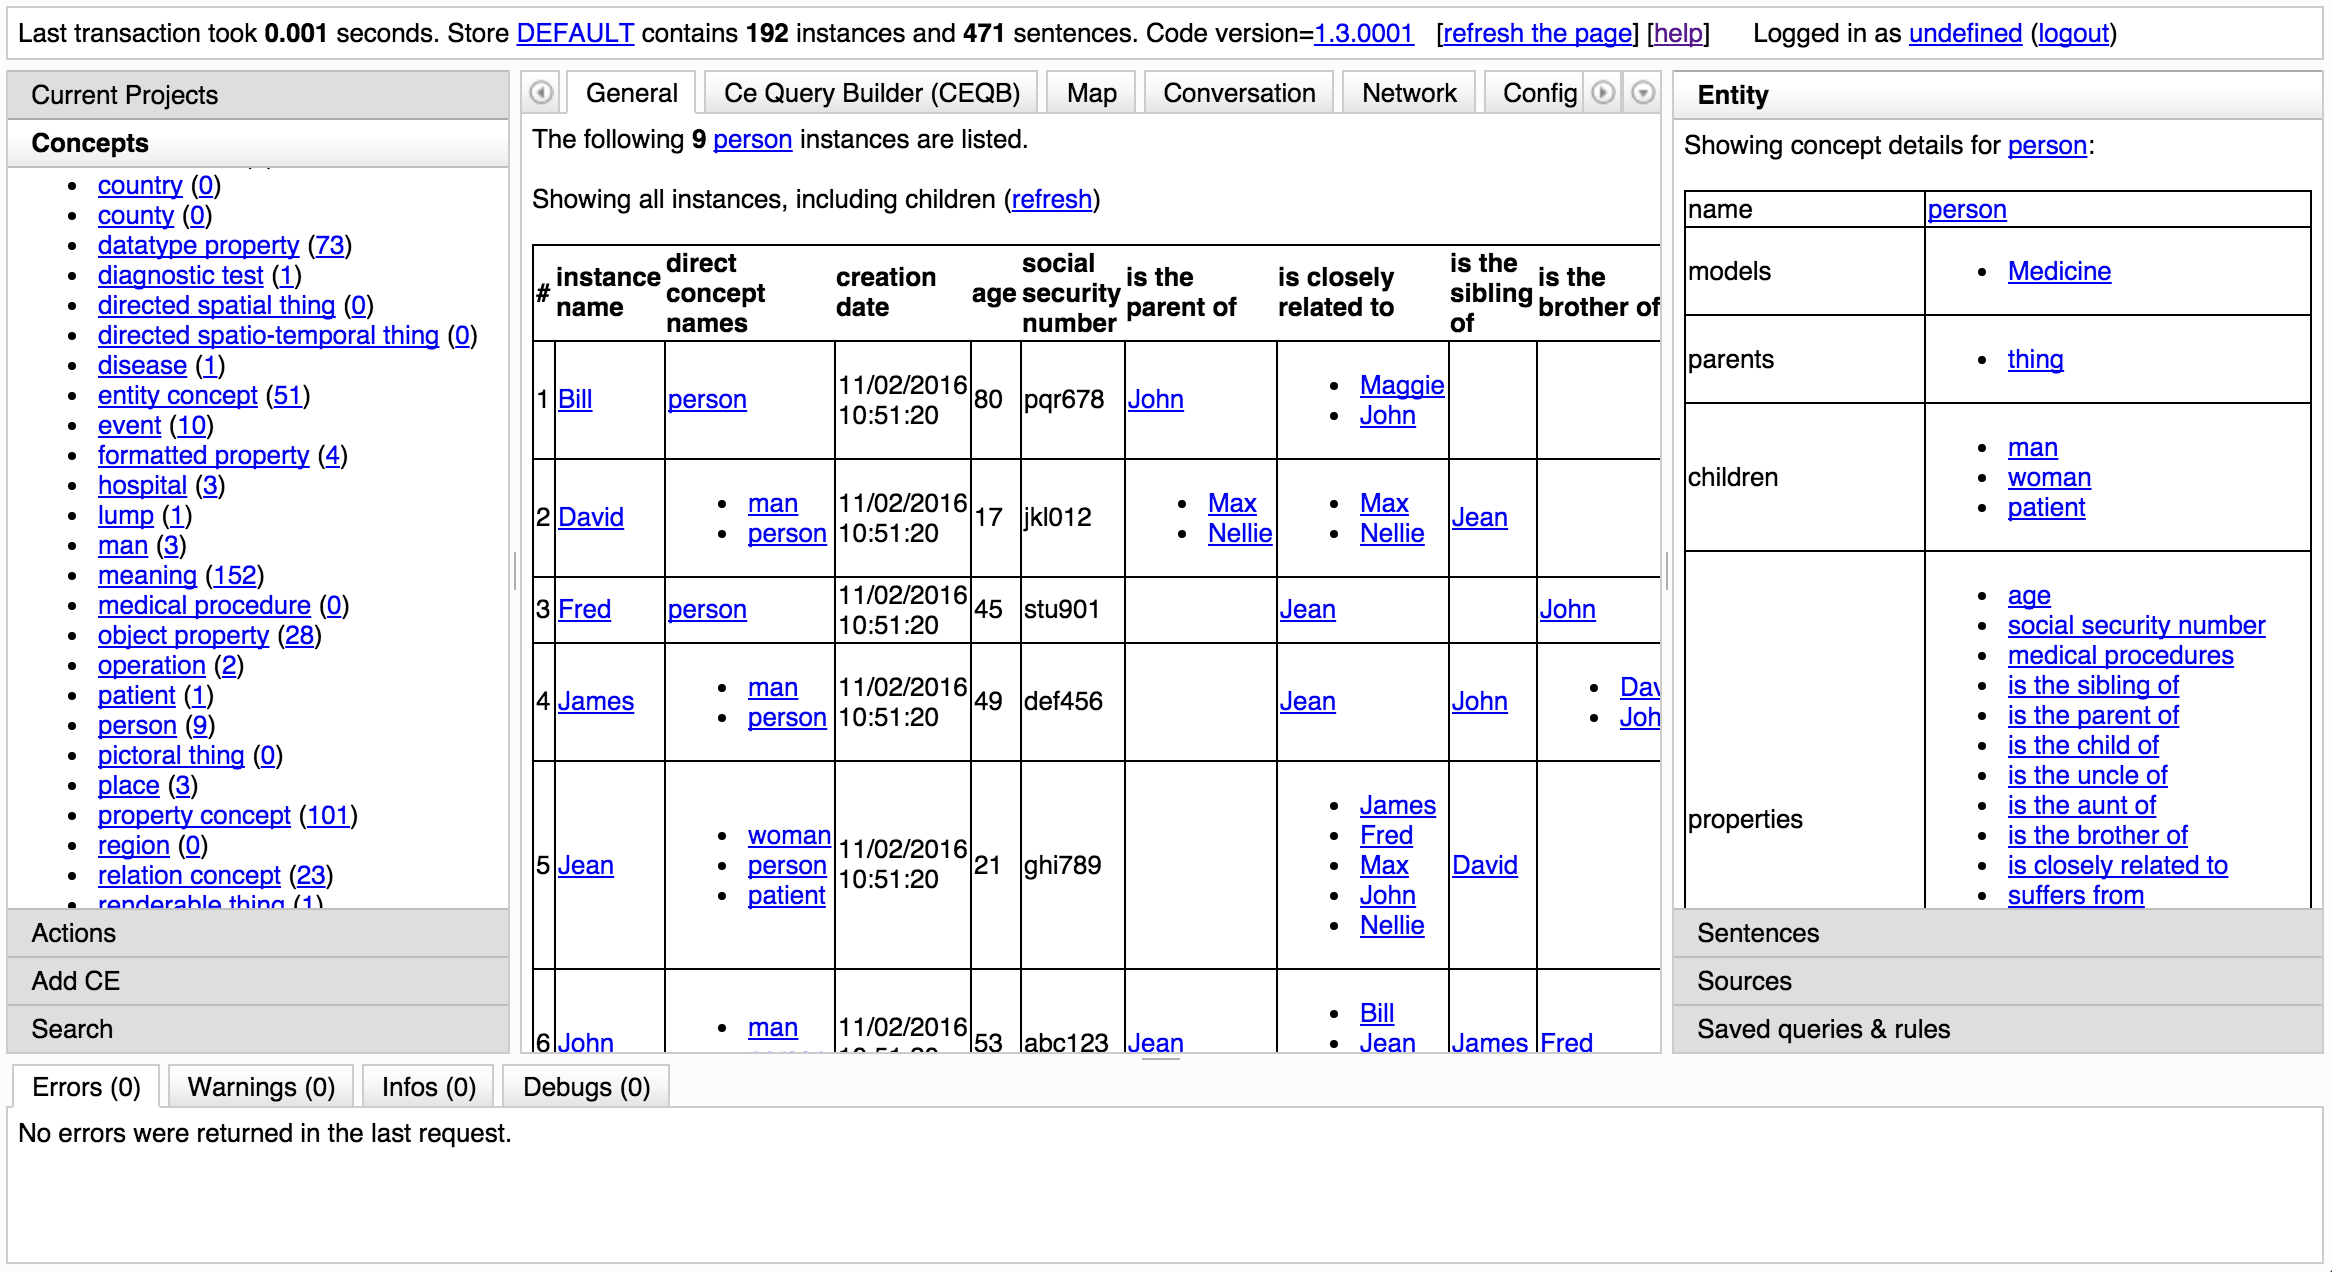 Last transaction took 0.001 seconds. Store DEFAULT contains 192 instances and 471 sentences. Code version=1.3.0001 [refresh the page] [help] Logged in as undefined (logout)
Current Projects
Concepts
country (0)
county (0)
datatype property (73)
diagnostic test (1)
directed spatial thing (0)
directed spatio-temporal thing (0)
disease (1)
entity concept (51)
event (10)
formatted property (4)
hospital (3)
lump (1)
man (3)
meaning (152)
medical procedure (0)
object property (28)
operation (2)
patient (1)
person (9)
pictoral thing (0)
place (3)
property concept (101)
region (0)
relation concept (23)
renderable thing (1)
Actions
Add CE
Search
General Ce Query Builder (CEQB) Map Conversation Network Config
The following 9 person instances are listed.
Showing all instances, including children (refresh)
# instance name direct concept names creation date age social security number is the parent of is closely related to is the sibling of is the brother of
1 Bill person 11/02/2016 10:51:20 80 pqr678 John Maggie John
2 David man person 11/02/2016 10:51:20 17 jkl012 Max Nellie Max Nellie Jean
3 Fred person 11/02/2016 10:51:20 45 stu901 Jean John
4 James man person 11/02/2016 10:51:20 49 def456 Jean John Dav Joh
5 Jean woman person patient 11/02/2016 10:51:20 21 ghi789 James Fred Max John Nellie David
6 John man 11/02/2016 53 abc123 Jean Bill Jean James Fred
Entity
Showing concept details for person:
name person
models Medicine
parents thing
children man woman patient
properties
age
social security number
medical procedures
is the sibling of
is the parent of
is the child of
is the uncle of
is the aunt of
is the brother of
is closely related to
suffers from
Sentences
Sources
Saved queries & rules
Errors (0) Warnings (0) Infos (0) Debugs (0)
No errors were returned in the last request.